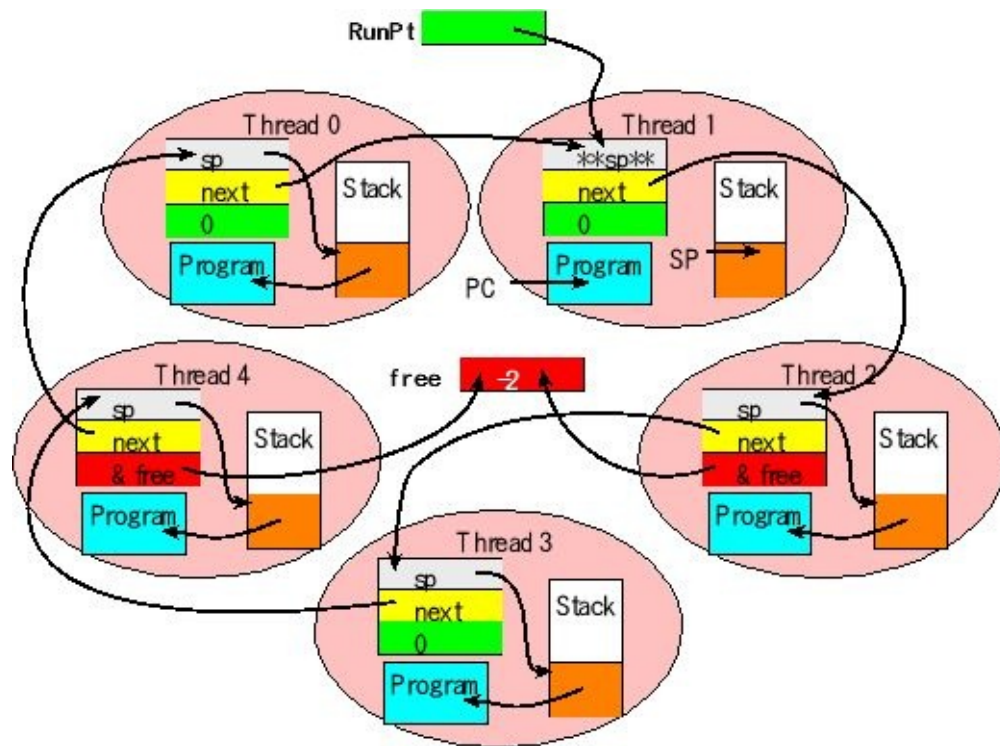 RunPt
Thread 0
sp
next
0
Stack
Program
Thread 1
**sp**
next
0
Stack
Program
SP
PC
Thread 4
sp
next
& free
Stack
Program
free
-2
Thread 2
sp
next
& free
Stack
Program
Thread 3
sp
next
0
Stack
Program